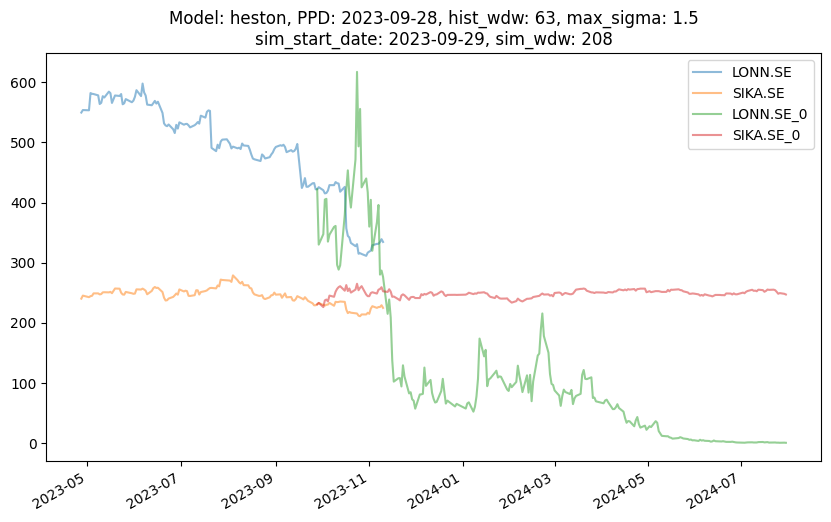 Model: heston, PPD: 2023-09-28, hist_wdw: 63, max_sigma: 1.5
sim_start_date: 2023-09-29, sim_wdw: 208
LONN.SE
SIKA.SE
LONN.SE_0
SIKA.SE_0
600
500
400
300
200
100
0
2023-05
2023-07
2023-09
2023-11
2024-01
2024-03
2024-05
2024-07